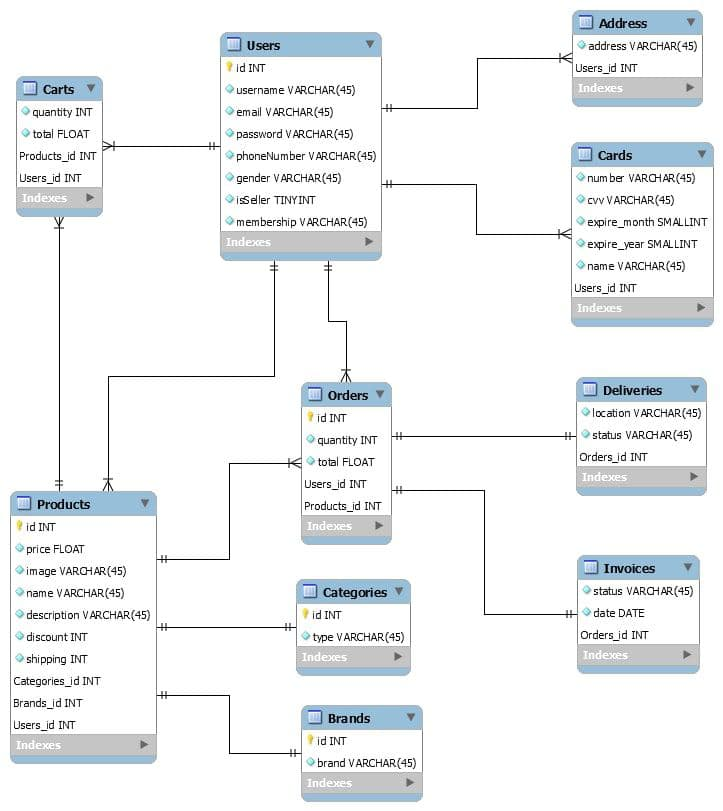 Users
id INT
username VARCHAR(45)
email VARCHAR(45)
password VARCHAR(45)
phoneNumber VARCHAR(45)
gender VARCHAR(45)
isSeller TINYINT
membership VARCHAR(45)
Indexes
Address
address VARCHAR(45)
Users_id INT
Indexes
Carts
quantity INT
total FLOAT
Products_id INT
Users_id INT
Indexes
Cards
number VARCHAR(45)
cvv VARCHAR(45)
expire_month SMALLINT
expire_year SMALLINT
name VARCHAR(45)
Users_id INT
Indexes
Orders
id INT
quantity INT
total FLOAT
Users_id INT
Products_id INT
Indexes
Deliveries
location VARCHAR(45)
status VARCHAR(45)
Orders_id INT
Indexes
Products
id INT
price FLOAT
image VARCHAR(45)
name VARCHAR(45)
description VARCHAR(45)
discount INT
shipping INT
Categories_id INT
Brands_id INT
Users_id INT
Indexes
Categories
id INT
type VARCHAR(45)
Indexes
Invoices
status VARCHAR(45)
date DATE
Orders_id INT
Indexes
Brands
id INT
brand VARCHAR(45)
Indexes